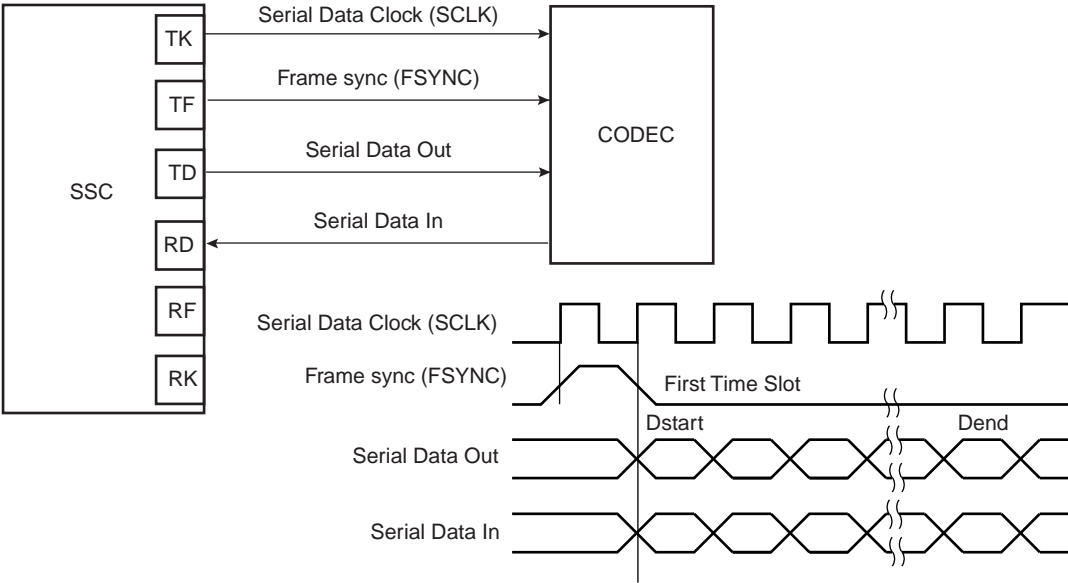 Serial Data Clock (SCLK)
TK
Frame sync (FSYNC)
TF
CODEC
Serial Data Out
TD
SSC
Serial Data In
RD
RF
Serial Data Clock (SCLK)
RK
Frame sync (FSYNC)
First Time Slot
Dstart
Dend
Serial Data Out
Serial Data In